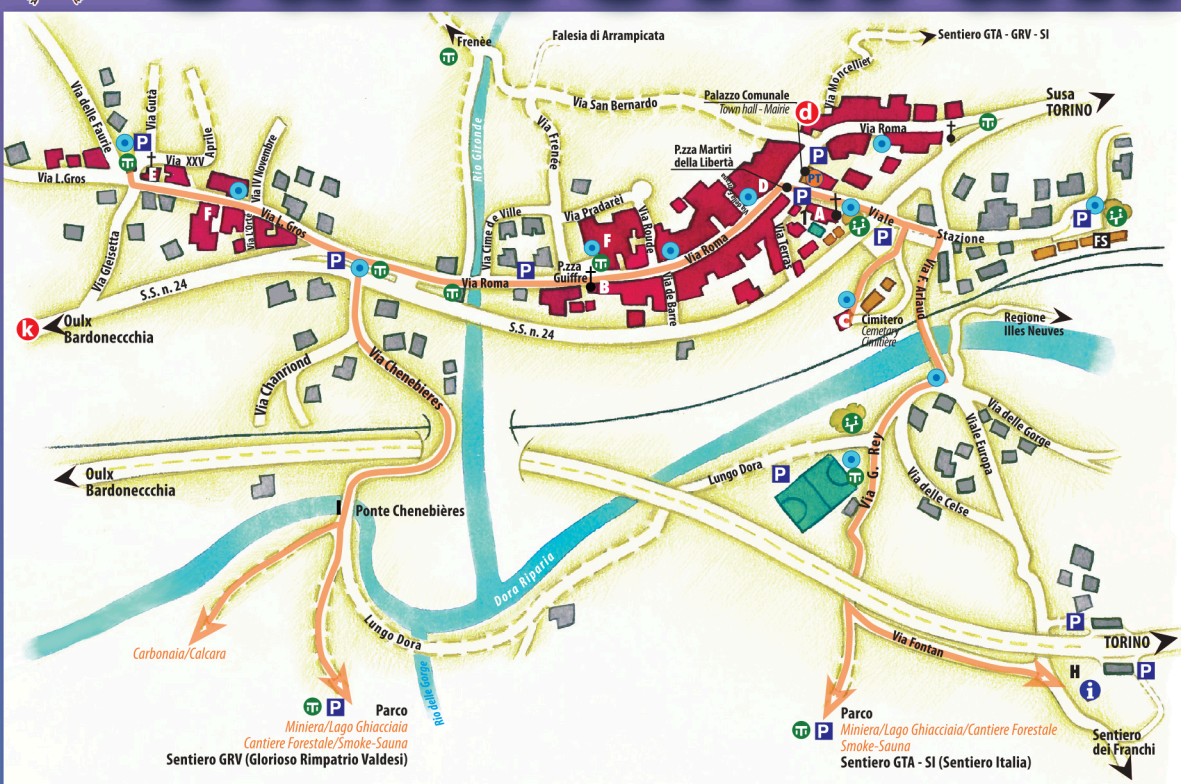 Frenèe
Falesia di Arrampicata
Sentiero GTA - GRV - SI
Via delle Faurie
Via Gutà
Aprile
Via XXV
Via IV Novembre
Via San Bernardo
Via Moncellier
Palazzo Comunale
Town hall - Mairie
d
Susa
TORINO
Via Roma
P
P
PT
P.zza Martiri
della Libertà
Via Frenèe
Rio Gironde
Via L.Gros
E
F
Via L. Gros
Via Gleisetta
Via Cime de Ville
Via Pradarei
Via Roude
F
D
P
A
Viale
Stazione
P
P
FS
Via Terras
Via Roma
P
P
P.zza
Guiffre
B
Via Roma
Via de Barre
Via F. Arlaud
S.S. n. 24
S.S. n. 24
k
Oulx
Bardoneccchia
C
Cimitero
Cemetary
Cimitière
Regione
Illes Neuves
Via Chanriond
Via Chenebieres
Oulx
Bardoneccchia
Via delle Gorge
Viale Europa
Lungo Dora
P
Via G. Rey
Via delle Celse
I
Ponte Chenebières
Dora Riparia
Lungo Dora
Rio delle Gorge
Carbonaia/Calcara
Via Fontan
P
TORINO
H
P
i
P
Parco
Miniera/Lago Ghiacciaia
Cantiere Forestale/Smoke-Sauna
Sentiero GRV (Glorioso Rimpatrio Valdesi)
P
Parco
Miniera/Lago Ghiacciaia/Cantiere Forestale
Smoke-Sauna
Sentiero GTA - SI (Sentiero Italia)
Sentiero
dei Franchi